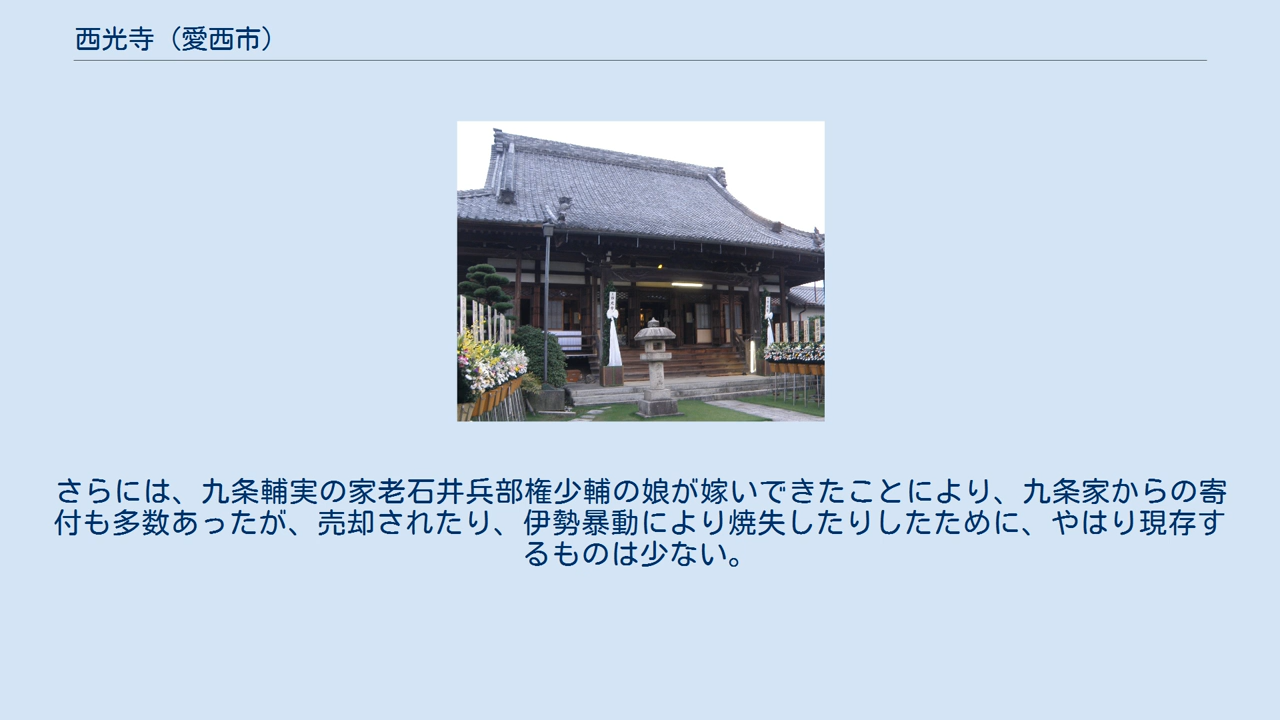 西光寺（愛西市）
さらには、九条輔実の家老石井兵部権少輔の娘が嫁いできたことにより、九条家からの寄
付も多数あったが、売却されたり、伊勢暴動により焼失したりしたために、やはり現存す
るものは少ない。